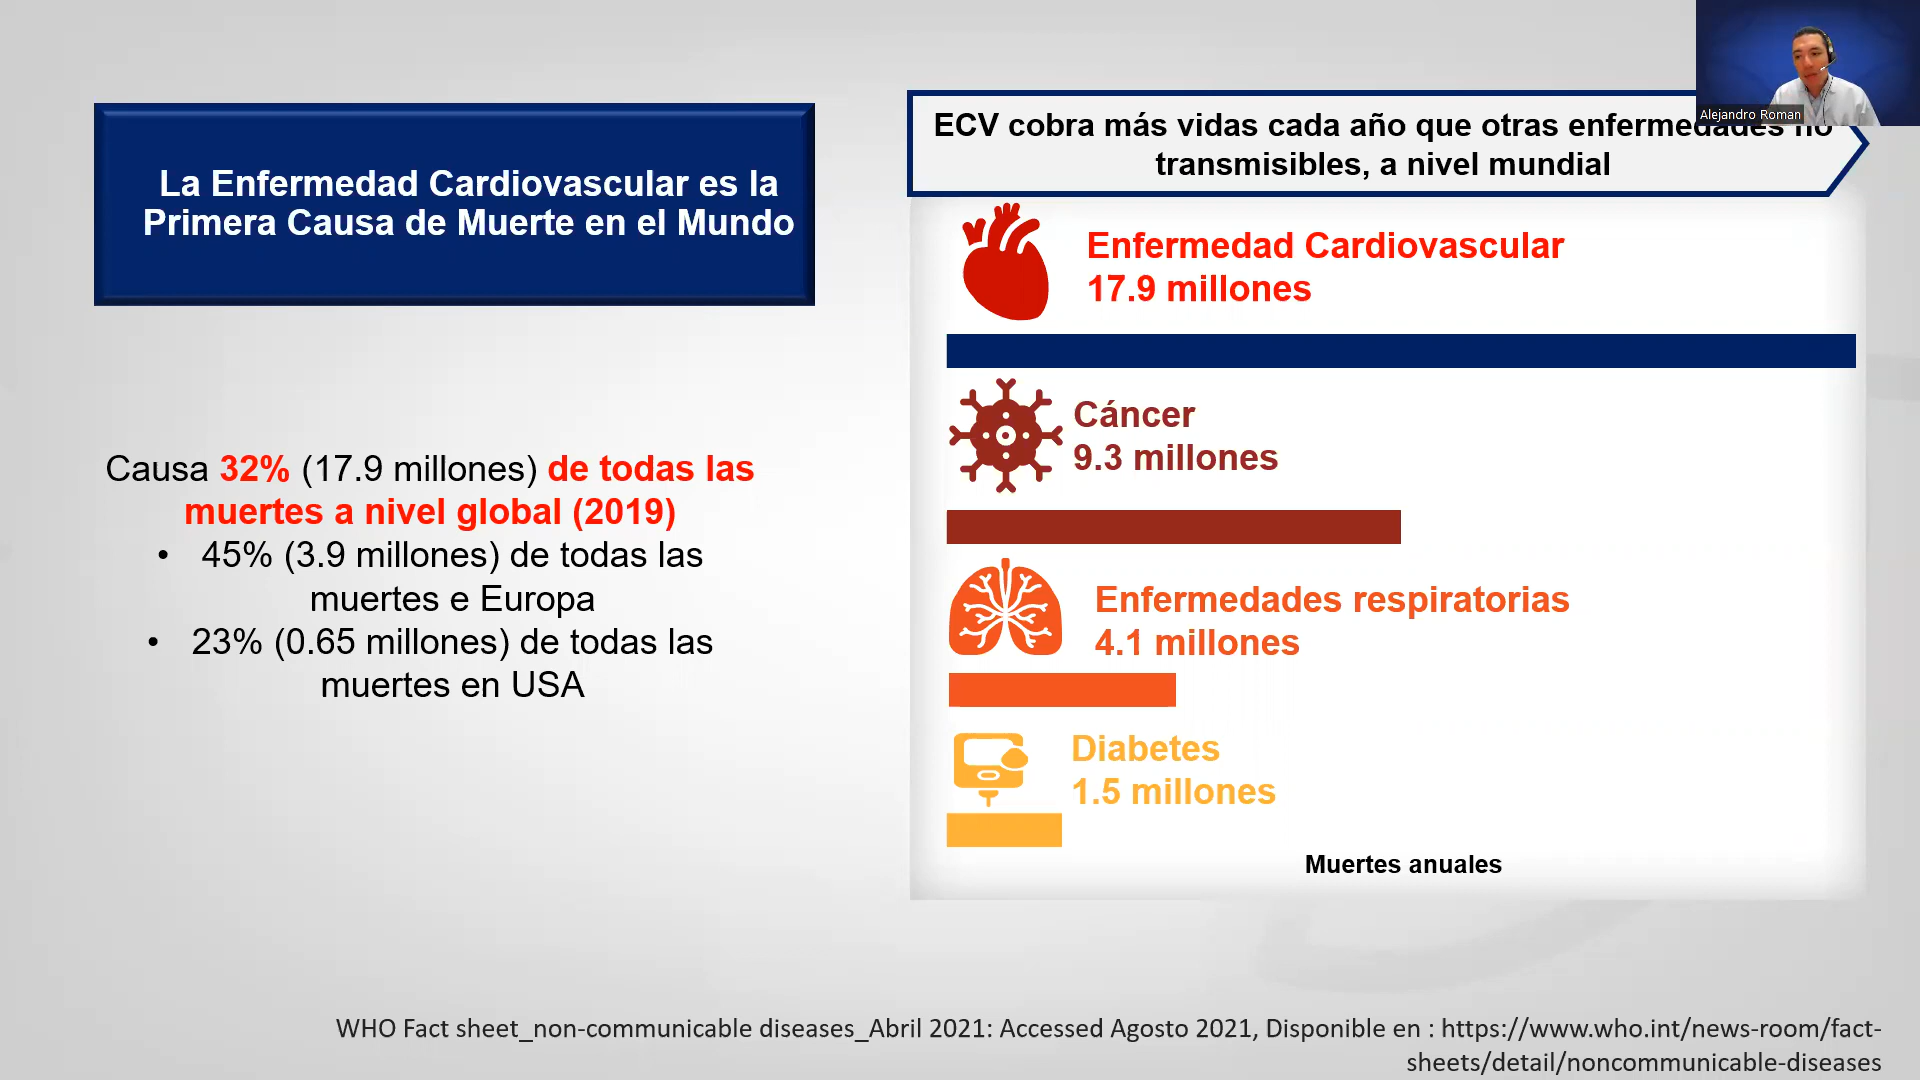 La Enfermedad Cardiovascular es la
Primera Causa de Muerte en el Mundo
Causa 32% (17.9 millones) de todas las
muertes a nivel global (2019)
• 45% (3.9 millones) de todas las
muertes e Europa
• 23% (0.65 millones) de todas las
muertes en USA
ECV cobra más vidas cada año que otras enfermedades no
transmisibles, a nivel mundial
Alejandro Roman
Enfermedad Cardiovascular
17.9 millones
Cáncer
9.3 millones
Enfermedades respiratorias
4.1 millones
Diabetes
1.5 millones
Muertes anuales
WHO Fact sheet_non-communicable diseases_Abril 2021: Accessed Agosto 2021, Disponible en : https://www.who.int/news-room/fact-
sheets/detail/noncommunicable-diseases